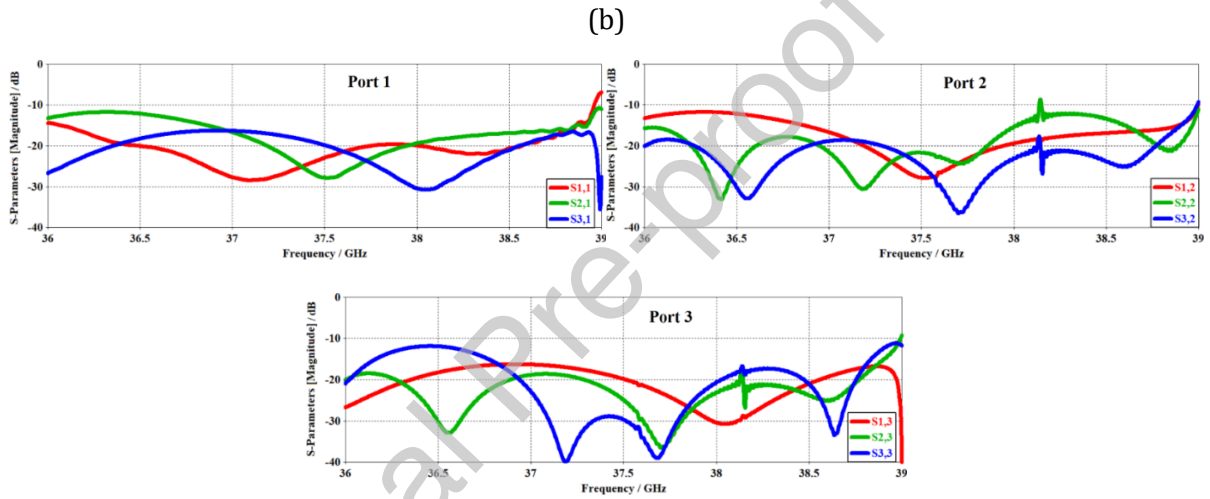 (b)
Port 1
S-Parameters [Magnitude] / dB
0
-10
-20
-30
-40
36
36.5
37
37.5
38
38.5
39
Frequency / GHz
S1,1
S2,1
S3,1
Port 2
S-Parameters [Magnitude] / dB
0
-10
-20
-30
-40
36
36.5
37
37.5
38
38.5
39
Frequency / GHz
S1,2
S2,2
S3,2
Port 3
S-Parameters [Magnitude] / dB
0
-10
-20
-30
-40
36
36.5
37
37.5
38
38.5
39
Frequency / GHz
S1,3
S2,3
S3,3
al Pre-proof